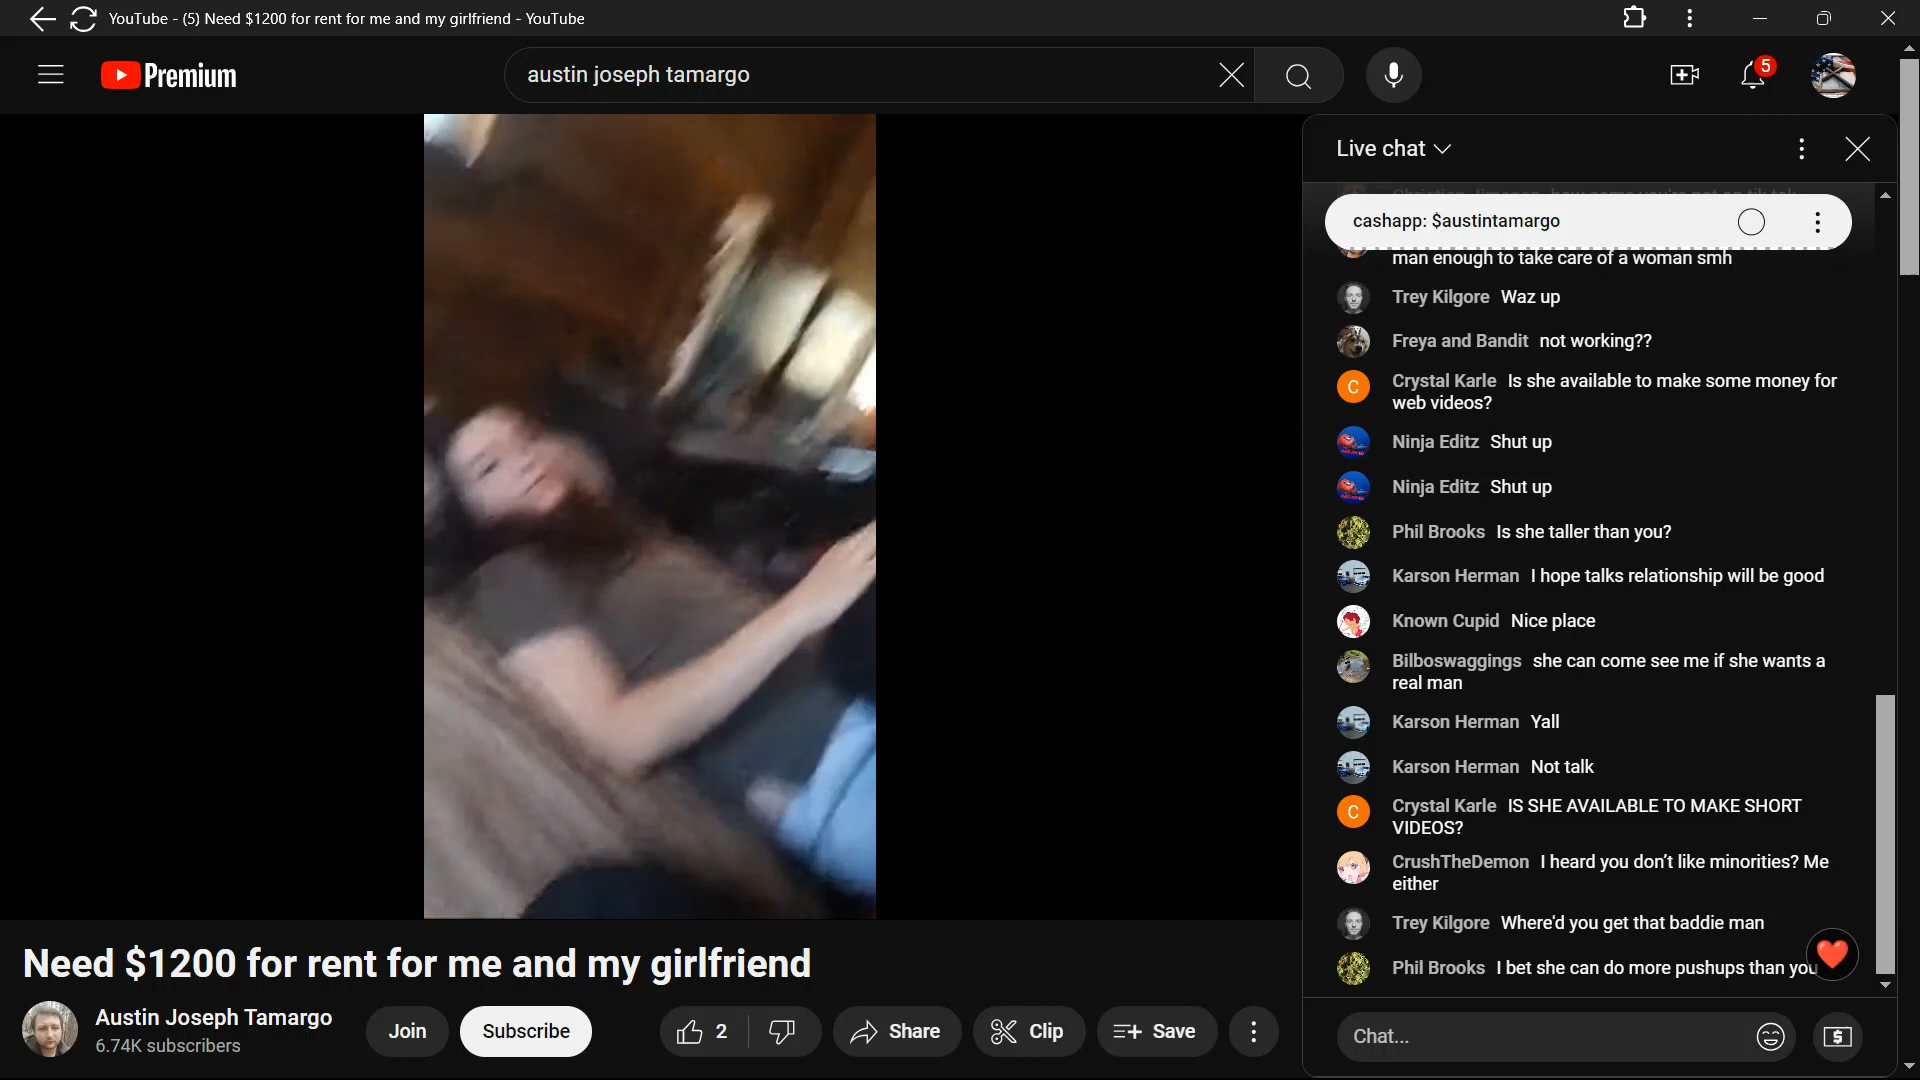 YouTube - (5) Need $1200 for rent for me and my girlfriend - YouTube
Premium
austin joseph tamargo
5
Live chat
cashapp: $austintamargo
man enough to take care of a woman smh
Trey Kilgore Waz up
Freya and Bandit not working??
C
Crystal Karle Is she available to make some money for
web videos?
Ninja Editz Shut up
Ninja Editz Shut up
Phil Brooks Is she taller than you?
Karson Herman I hope talks relationship will be good
Known Cupid Nice place
Bilboswaggings she can come see me if she wants a
real man
Karson Herman Yall
Karson Herman Not talk
C
Crystal Karle IS SHE AVAILABLE TO MAKE SHORT
VIDEOS?
CrushTheDemon I heard you don't like minorities? Me
either
Trey Kilgore Where'd you get that baddie man
Phil Brooks I bet she can do more pushups than you
Chat...
Need $1200 for rent for me and my girlfriend
Austin Joseph Tamargo
6.74K subscribers
Join
Subscribe
2
Share
Clip
Save